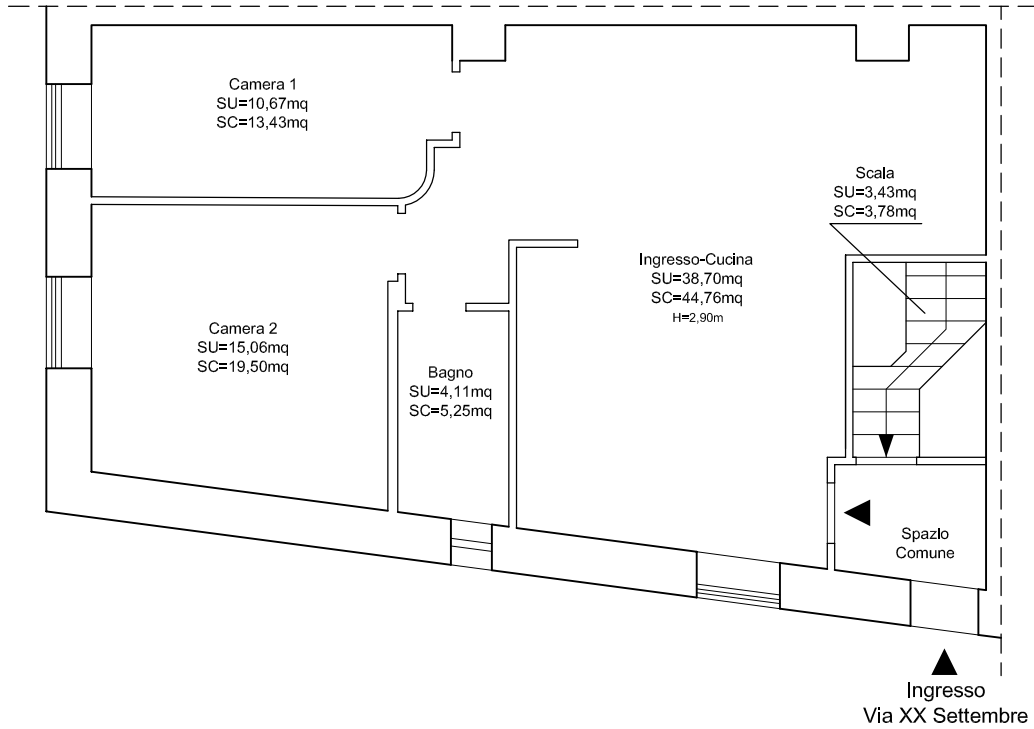 Camera 1
SU=10,67mq
SC=13,43mq
Scala
SU=3,43mq
SC=3,78mq
Ingresso-Cucina
SU=38,70mq
SC=44,76mq
H=2,90m
Camera 2
SU=15,06mq
SC=19,50mq
Bagno
SU=4,11mq
SC=5,25mq
Spazio
Comune
Ingresso
Via XX Settembre